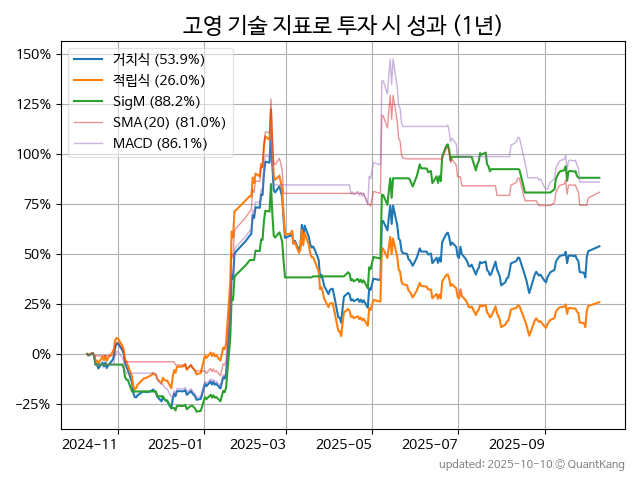 고영 기술 지표로 투자 시 성과 (1년)
150%
125%
100%
75%
50%
25%
0%
−25%
거치식 (53.9%)
적립식 (26.0%)
SigM (88.2%)
SMA(20) (81.0%)
MACD (86.1%)
2024−11
2025−01
2025−03
2025−05
2025−07
2025−09
updated: 2025-10-10 © QuantKang